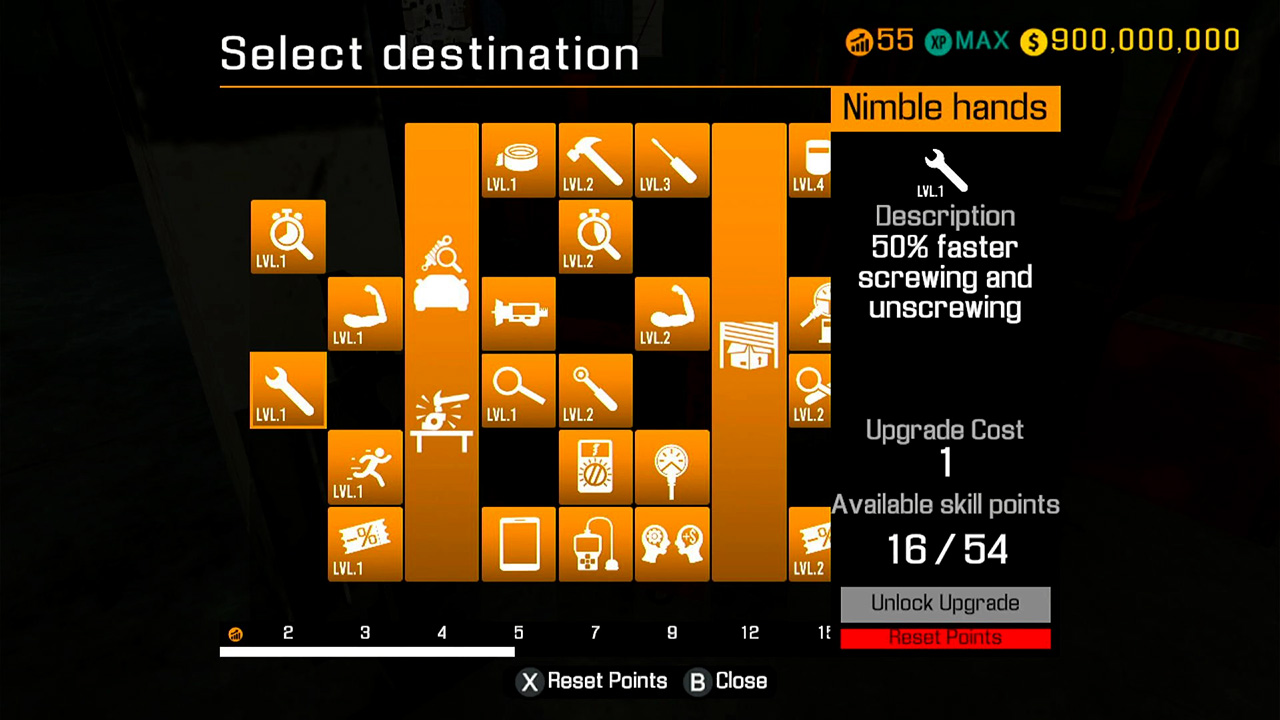 Select destination
55 XP MAX $ 900,000,000
Nimble hands
LVL.1
Description
50% faster
screwing and
unscrewing
Upgrade Cost
1
Available skill points
16 / 54
Unlock Upgrade
Reset Points
LVL.1 LVL.2 LVL.3 LVL.4
LVL.1 LVL.2
LVL.1 LVL.2
LVL.1 LVL.1 LVL.2 LVL.2
LVL.1
-% LVL.1 $ -% LVL.2
2 3 4 5 7 9 12 15
X Reset Points B Close